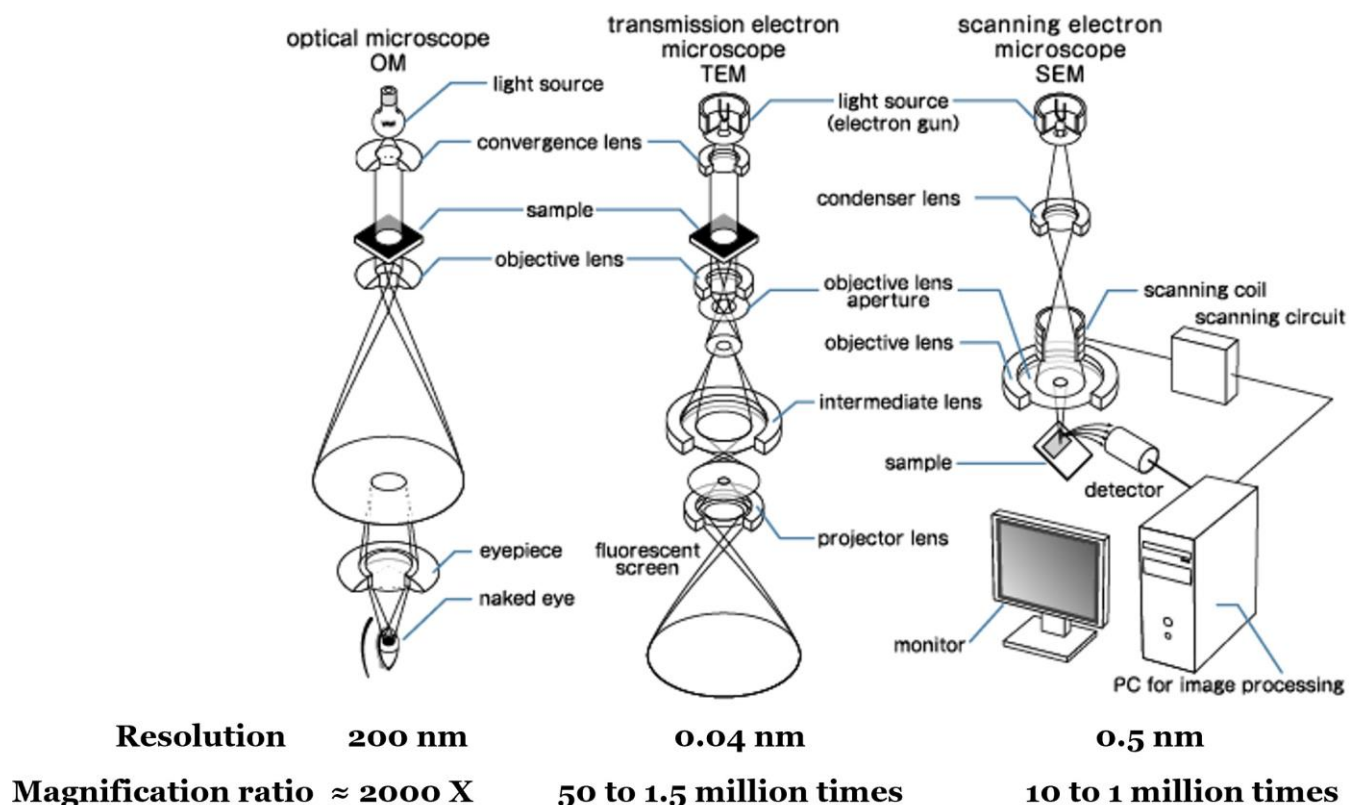 optical microscope
OM
transmission electron
microscope
TEM
scanning electron
microscope
SEM
light source
light source
(electron gun)
convergence lens
condenser lens
sample
objective lens
objective lens
aperture
scanning coil
scanning circuit
objective lens
intermediate lens
sample
detector
projector lens
eyepiece
fluorescent
screen
naked eye
monitor
PC for image processing
Resolution 200 nm 0.04 nm 0.5 nm
Magnification ratio ≈ 2000 X 50 to 1.5 million times 10 to 1 million times